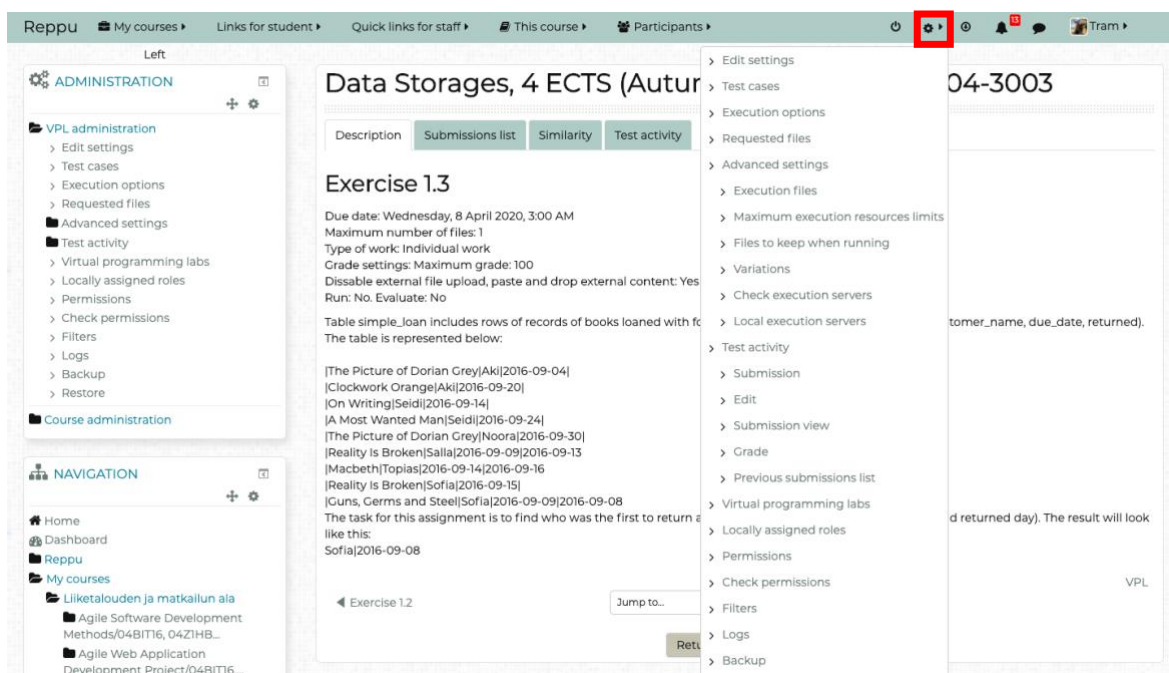 Reppu My courses Links for student Quick links for staff This course Participants 13 Tram
Left
ADMINISTRATION
VPL administration
Edit settings
Test cases
Execution options
Requested files
Advanced settings
Test activity
Virtual programming labs
Locally assigned roles
Permissions
Check permissions
Filters
Logs
Backup
Restore
Course administration
NAVIGATION
Home
Dashboard
Reppu
My courses
Liiketalouden ja matkailun ala
Agile Software Development
Methods/04BIT16, 04Z1HB...
Agile Web Application
Development Project/04BIT16...
Data Storages, 4 ECTS (Autu 04-3003
Description Submissions list Similarity Test activity
Exercise 1.3
Due date: Wednesday, 8 April 2020, 3:00 AM
Maximum number of files: 1
Type of work: Individual work
Grade settings: Maximum grade: 100
Dissable external file upload, paste and drop external content: Yes
Run: No. Evaluate: No
Table simple_loan includes rows of records of books loaned with fo tomer_name, due_date, returned).
The table is represented below:
|The Picture of Dorian Grey|Aki|2016-09-04|
|Clockwork Orange|Aki|2016-09-20|
|On Writing|Seidi|2016-09-14|
|A Most Wanted Man|Seidi|2016-09-24|
|The Picture of Dorian Grey|Noora|2016-09-30|
|Reality Is Broken|Salla|2016-09-09|2016-09-13
|Macbeth|Topias|2016-09-14|2016-09-16
|Reality Is Broken|Sofia|2016-09-15|
|Guns, Germs and Steel|Sofia|2016-09-09|2016-09-08
The task for this assignment is to find who was the first to return a d returned day). The result will look
like this:
Sofia|2016-09-08
Exercise 1.2 Jump to... VPL
Retu
Edit settings
Test cases
Execution options
Requested files
Advanced settings
Execution files
Maximum execution resources limits
Files to keep when running
Variations
Check execution servers
Local execution servers
Test activity
Submission
Edit
Submission view
Grade
Previous submissions list
Virtual programming labs
Locally assigned roles
Permissions
Check permissions
Filters
Logs
Backup